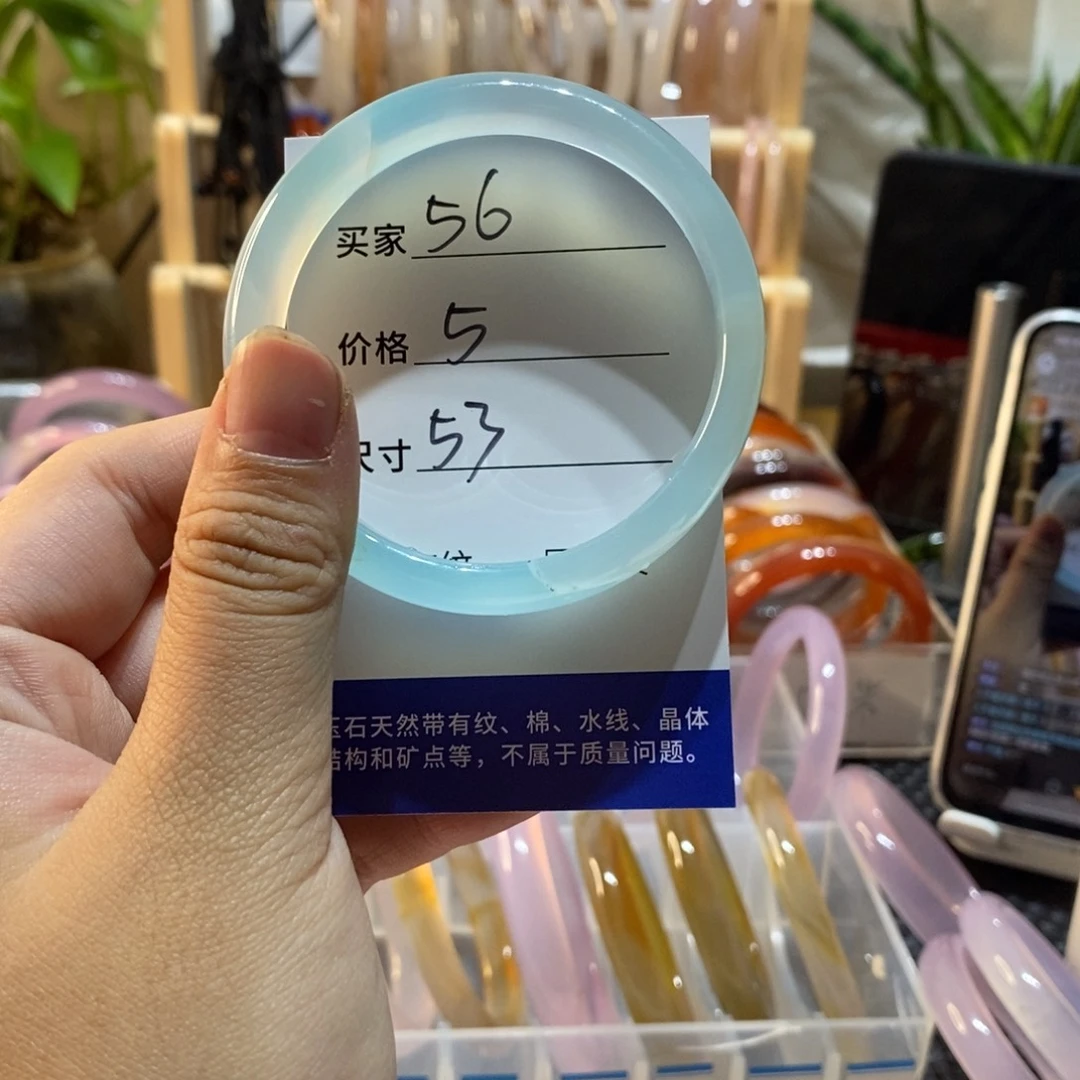 买家 56
价格 5
尺寸 53
纹
玉石天然带有纹、棉、水线、晶体
结构和矿点等，不属于质量问题。